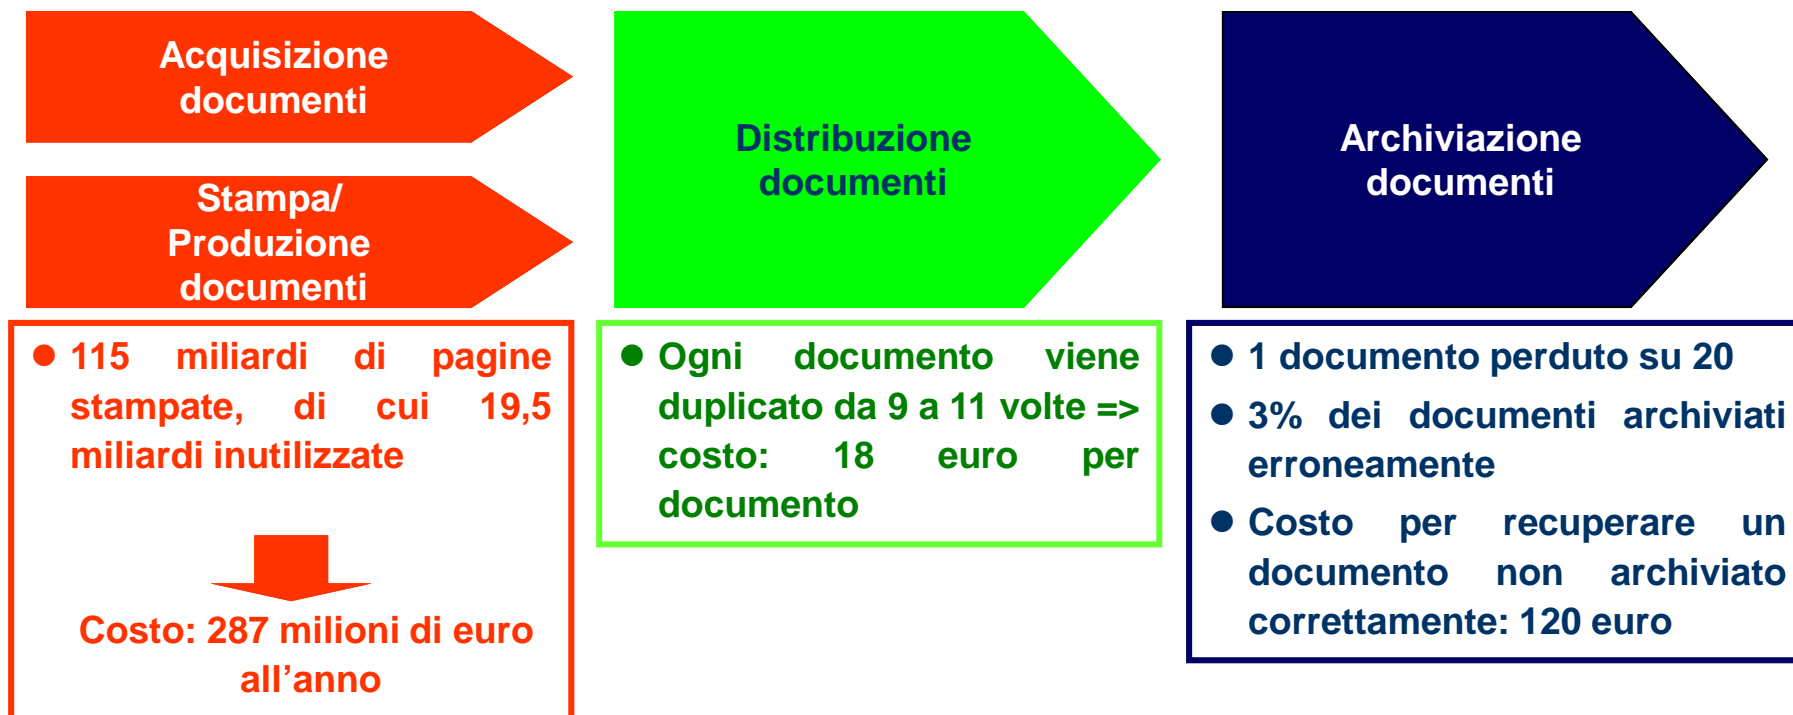 Acquisizione
documenti
Stampa/
Produzione
documenti
Distribuzione
documenti
Archiviazione
documenti
● 115 miliardi di pagine
stampate, di cui 19,5
miliardi inutilizzate
Costo: 287 milioni di euro
all’anno
● Ogni documento viene
duplicato da 9 a 11 volte =>
costo: 18 euro per
documento
● 1 documento perduto su 20
● 3% dei documenti archiviati
erroneamente
● Costo per recuperare un
documento non archiviato
correttamente: 120 euro